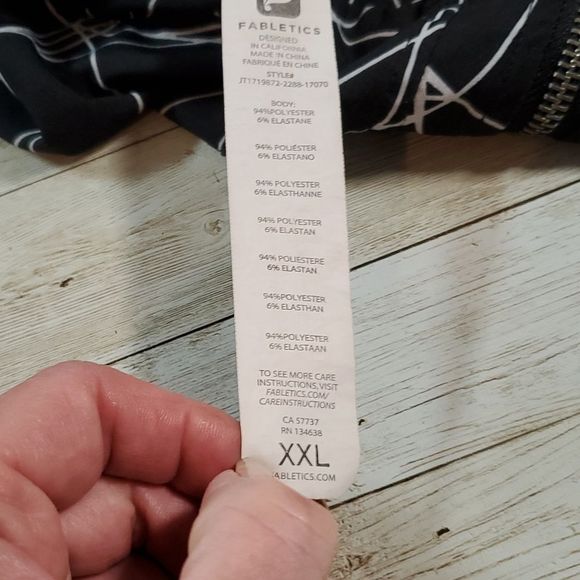 FABLETICS
DESIGNED
IN CALIFORNIA
MADE IN CHINA
FABRIQUÉ EN CHINE
STYLE#
JT1719872-2288-17070
BODY:
94%POLYESTER
6% ELASTANE
94% POLIÉSTER
6% ELASTANO
94% POLYESTER
6% ELASTHANNE
94% POLYESTER
6% ELASTAN
94% POLIESTERE
6% ELASTAN
94%POLYESTER
6% ELASTHAN
94%POLYESTER
6% ELASTAAN
TO SEE MORE CARE
INSTRUCTIONS,VISIT
FABLETICS.COM/
CAREINSTRUCTIONS
CA 57737
RN 134638
XXL
ABLETICS.COM